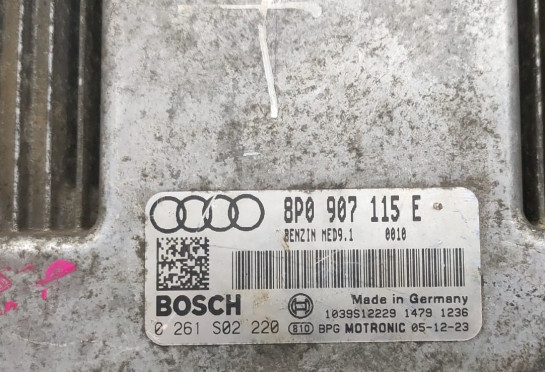 8P0 907 115 E
BENZIN MED9.1 0010
BOSCH
Made in Germany
1039S12229 1479 1236
0 261 S02 220 810 BPG MOTRONIC 05-12-23